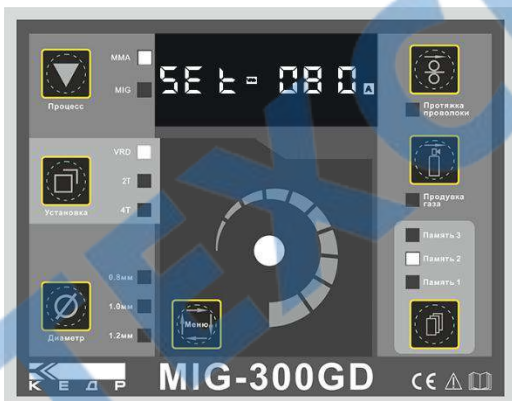 MMA
MIG
Процесс
SEt- 080 A
Протяжка
проволоки
VRD
2T
4T
Установка
Продувка
газа
Память 3
Память 2
Память 1
0.8мм
1.0мм
1.2мм
Диаметр
Меню
КЕДР
MIG-300GD
CE